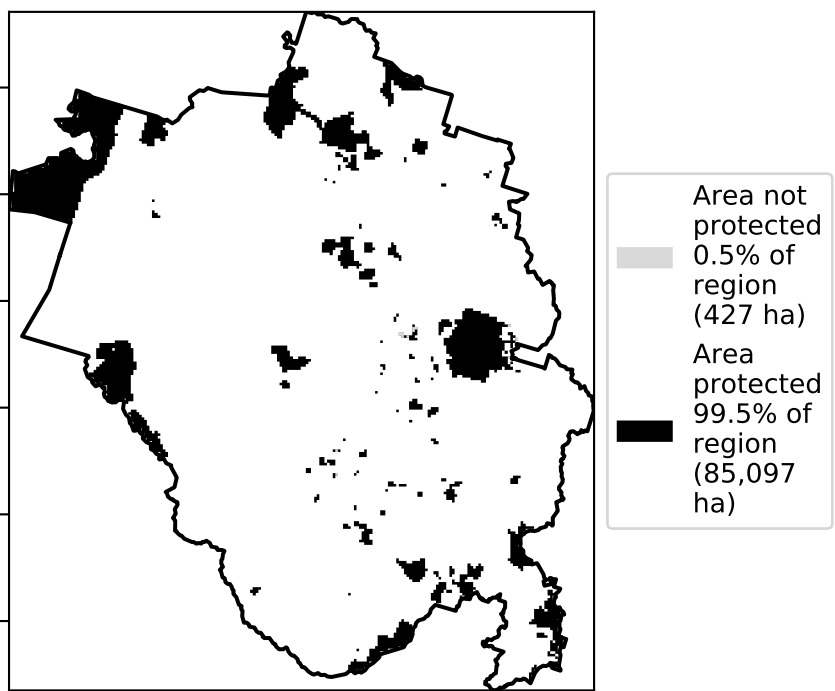 Area not
protected
0.5% of
region
(427 ha)
Area
protected
99.5% of
region
(85,097
ha)